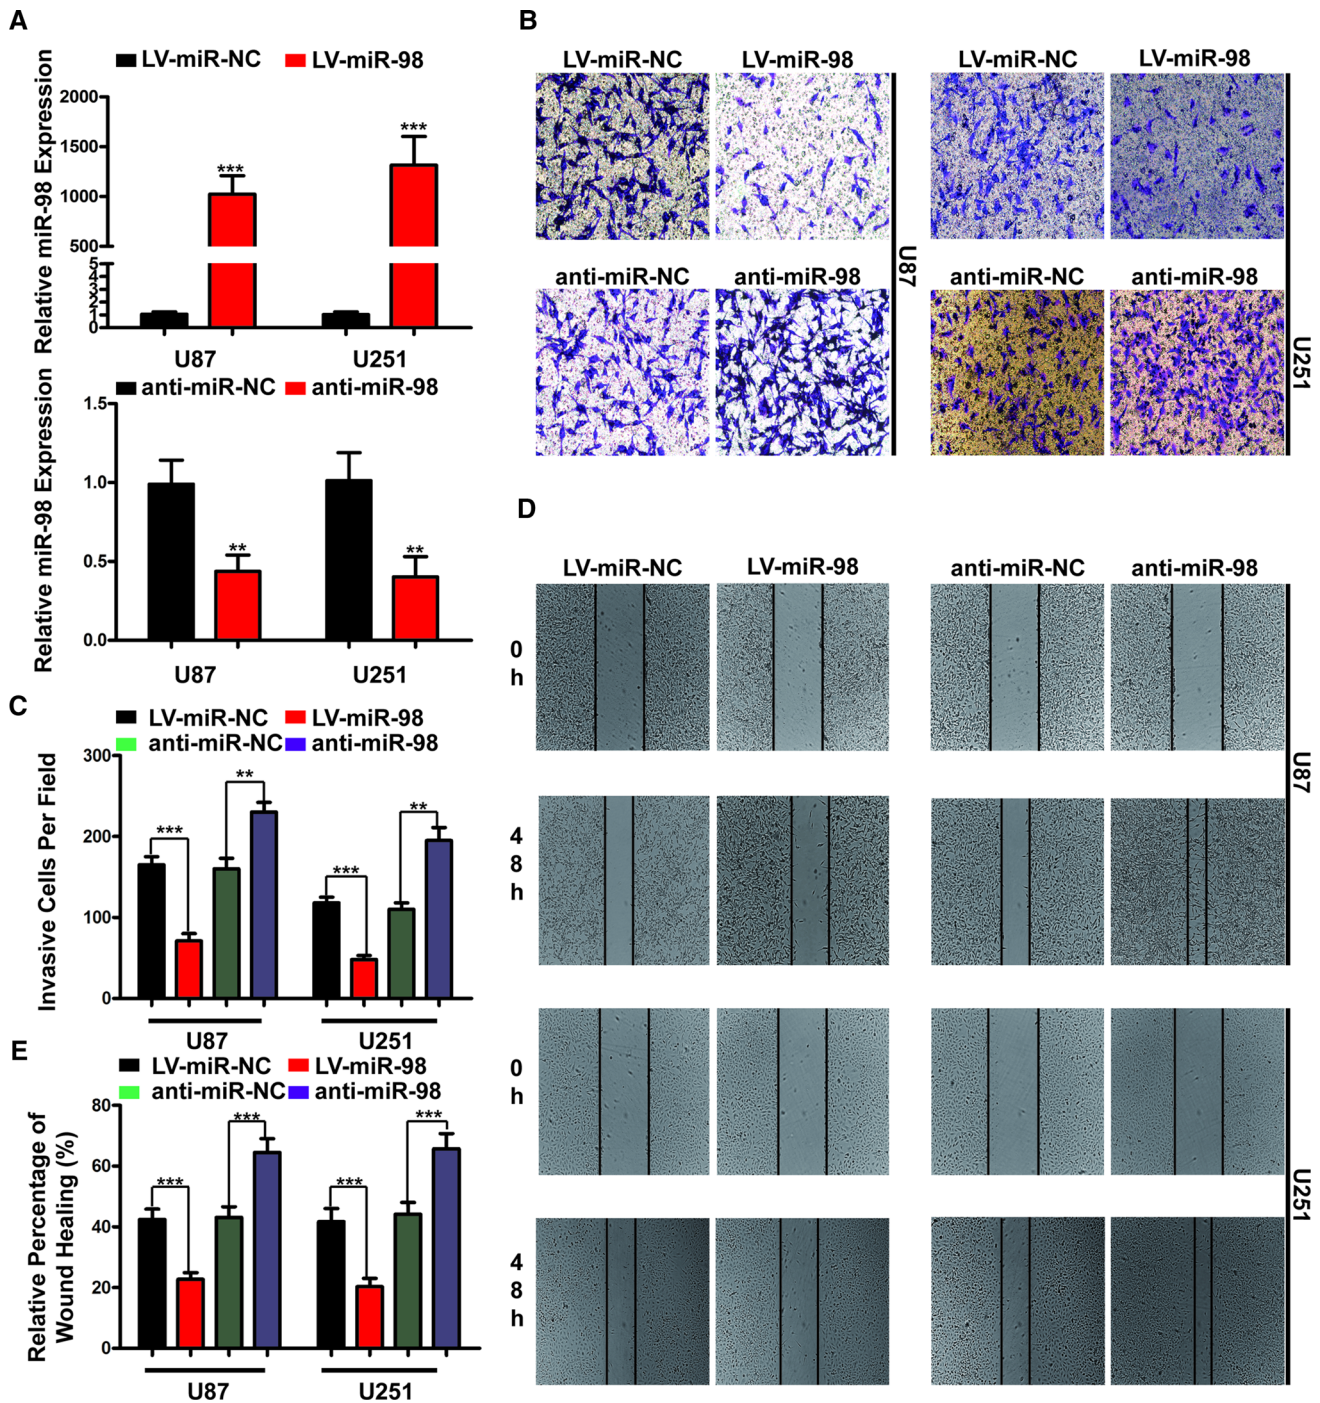 A
LV-miR-NC LV-miR-98
Relative miR-98 Expression
2000
1500
1000
500
5
4
3
2
1
0
***
***
U87 U251
anti-miR-NC anti-miR-98
Relative miR-98 Expression
1.5
1.0
0.5
0.0
**
**
U87 U251
B
LV-miR-NC LV-miR-98 LV-miR-NC LV-miR-98
anti-miR-NC anti-miR-98 anti-miR-NC anti-miR-98
U87
U251
C
LV-miR-NC LV-miR-98
anti-miR-NC anti-miR-98
Invasive Cells Per Field
300
200
100
0
***
**
***
**
U87 U251
D
LV-miR-NC LV-miR-98 anti-miR-NC anti-miR-98
0
h
4
8
h
U87
0
h
4
8
h
U251
E
LV-miR-NC LV-miR-98
anti-miR-NC anti-miR-98
Relative Percentage of
Wound Healing (%)
80
60
40
20
0
***
***
***
***
U87 U251